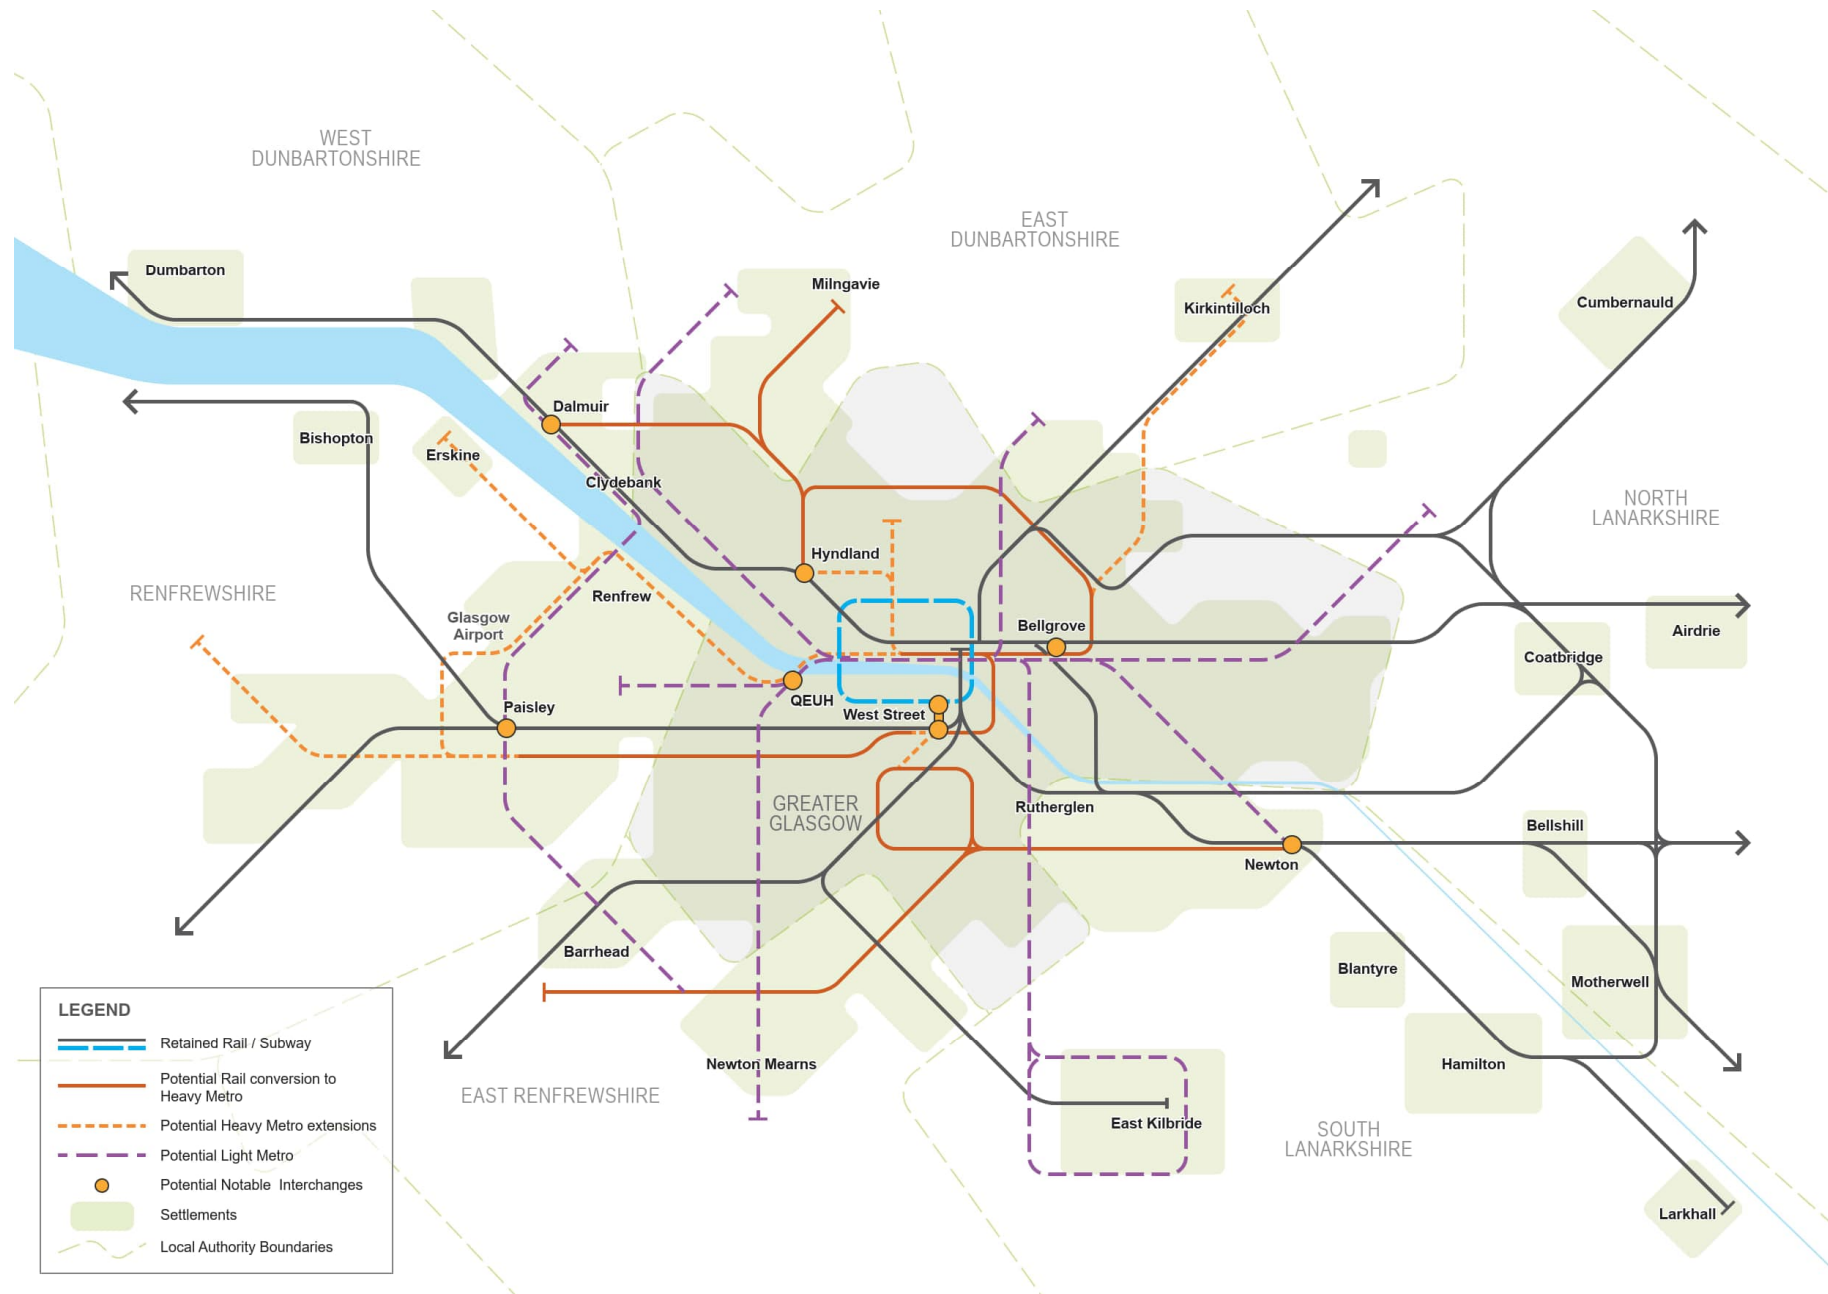 WEST
DUNBARTONSHIRE
EAST
DUNBARTONSHIRE
Dumbarton
Milngavie
Kirkintilloch
Cumbernauld
Dalmuir
Bishopton
Erskine
Clydebank
NORTH
LANARKSHIRE
Hyndland
RENFREWSHIRE
Renfrew
Glasgow
Airport
Bellgrove
Airdrie
Coatbridge
QEUH
Paisley
West Street
GREATER
GLASGOW
Rutherglen
Bellshill
Newton
Barrhead
Blantyre
Motherwell
Newton Mearns
Hamilton
EAST RENFREWSHIRE
East Kilbride
SOUTH
LANARKSHIRE
Larkhall
LEGEND
Retained Rail / Subway
Potential Rail conversion to
Heavy Metro
Potential Heavy Metro extensions
Potential Light Metro
Potential Notable Interchanges
Settlements
Local Authority Boundaries